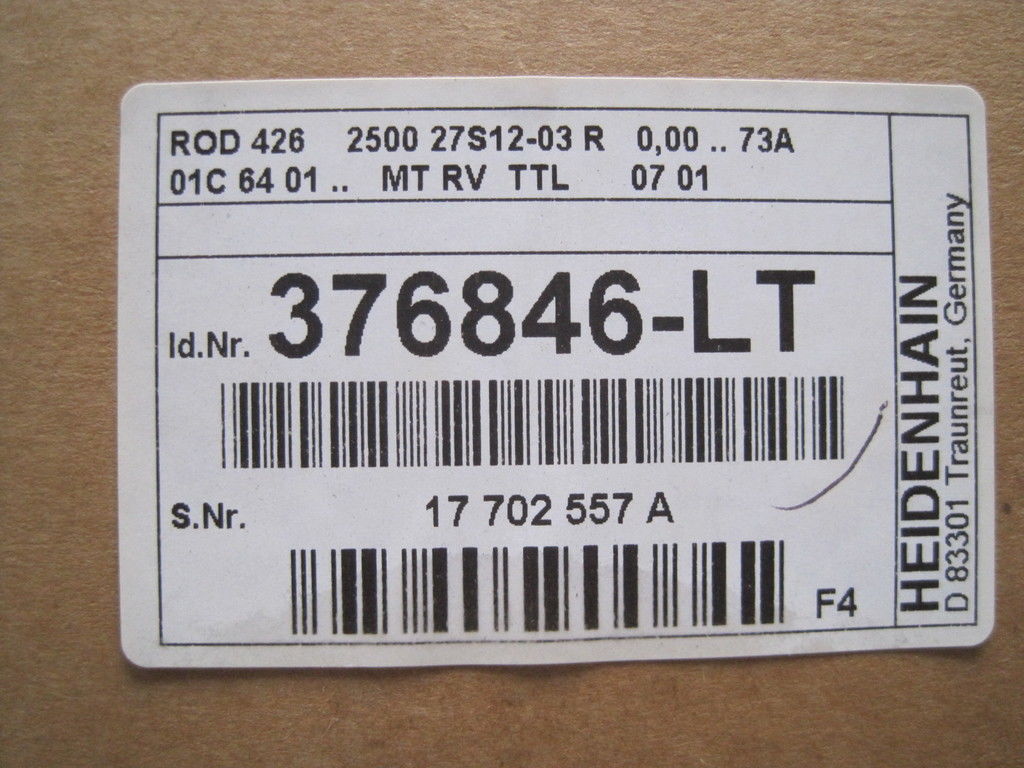 ROD 426 2500 27S12-03 R 0,00 .. 73A
01C 64 01 .. MT RV TTL 07 01
Id.Nr. 376846-LT
S.Nr. 17 702 557 A
F4
HEIDENHAIN
D 83301 Traunreut, Germany